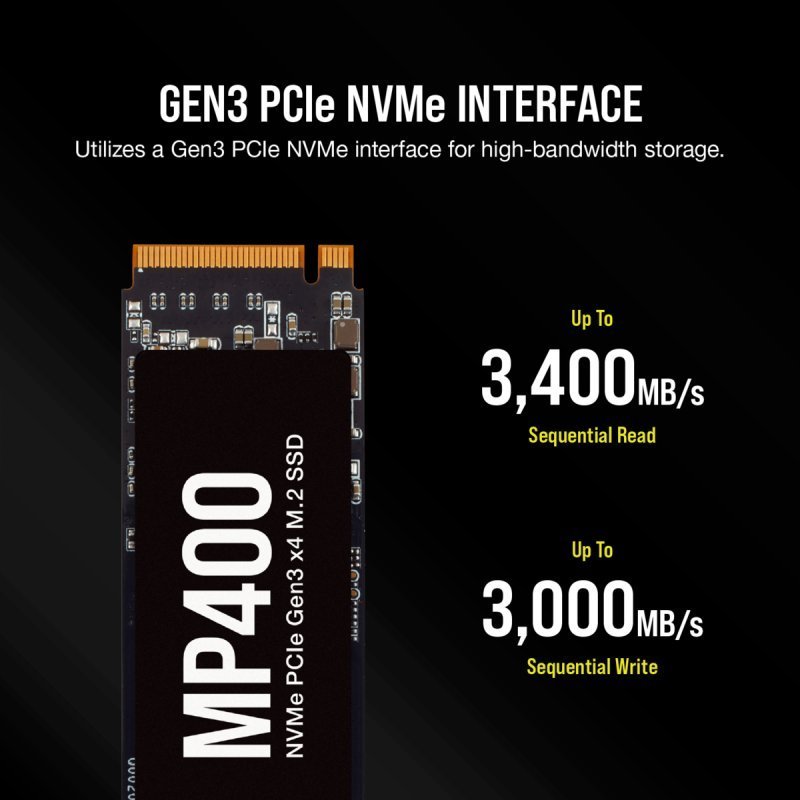 GEN3 PCIe NVMe INTERFACE
Utilizes a Gen3 PCIe NVMe interface for high-bandwidth storage.
Up To
3,400MB/s
Sequential Read
Up To
3,000MB/s
Sequential Write
MP400
NVMe PCIe Gen3 x4 M.2 SSD